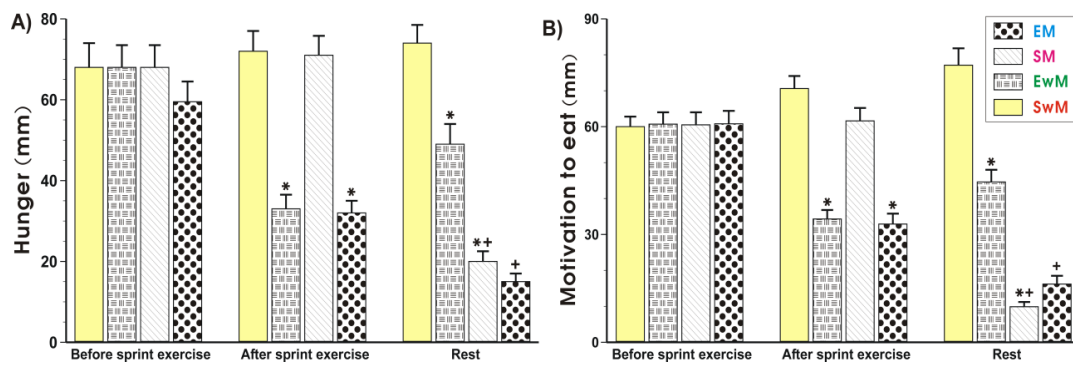 A)
Hunger (mm)
80
60
40
20
0
*
*
*
*+
+
Before sprint exercise
After sprint exercise
Rest
B)
Motivation to eat (mm)
90
60
30
0
*
*
*
*+
+
Before sprint exercise
After sprint exercise
Rest
EM
SM
EwM
SwM